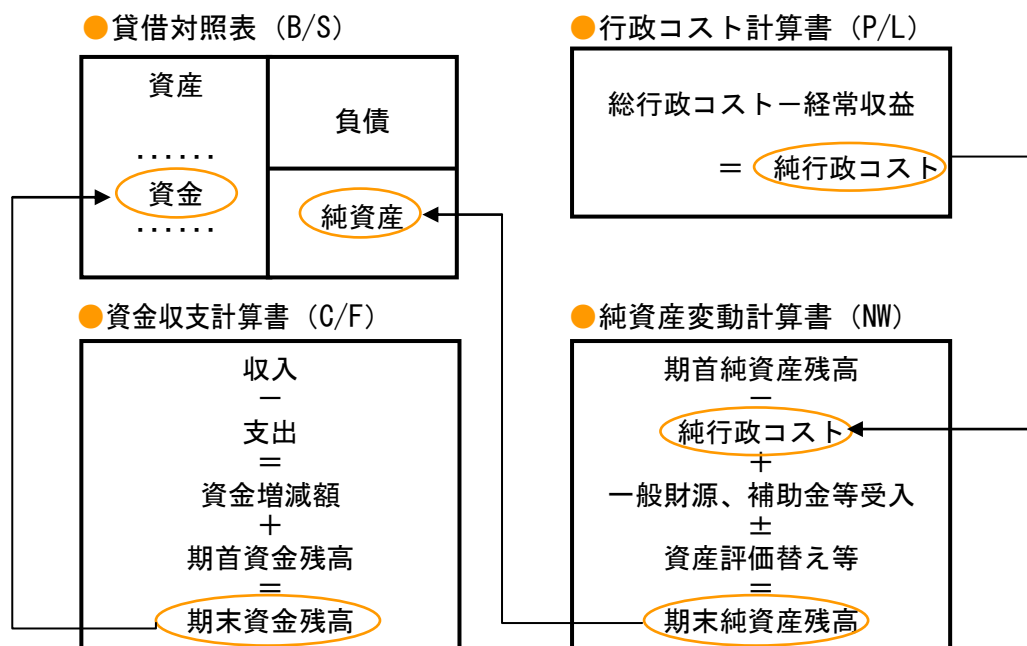 ●貸借対照表（B/S）
資産
負債
......
資金
......
純資産
●行政コスト計算書（P/L）
総行政コスト－経常収益
＝ 純行政コスト
●資金収支計算書（C/F）
収入
－
支出
＝
資金増減額
＋
期首資金残高
＝
期末資金残高
●純資産変動計算書（NW）
期首純資産残高
－
純行政コスト
＋
一般財源、補助金等受入
±
資産評価替え等
＝
期末純資産残高